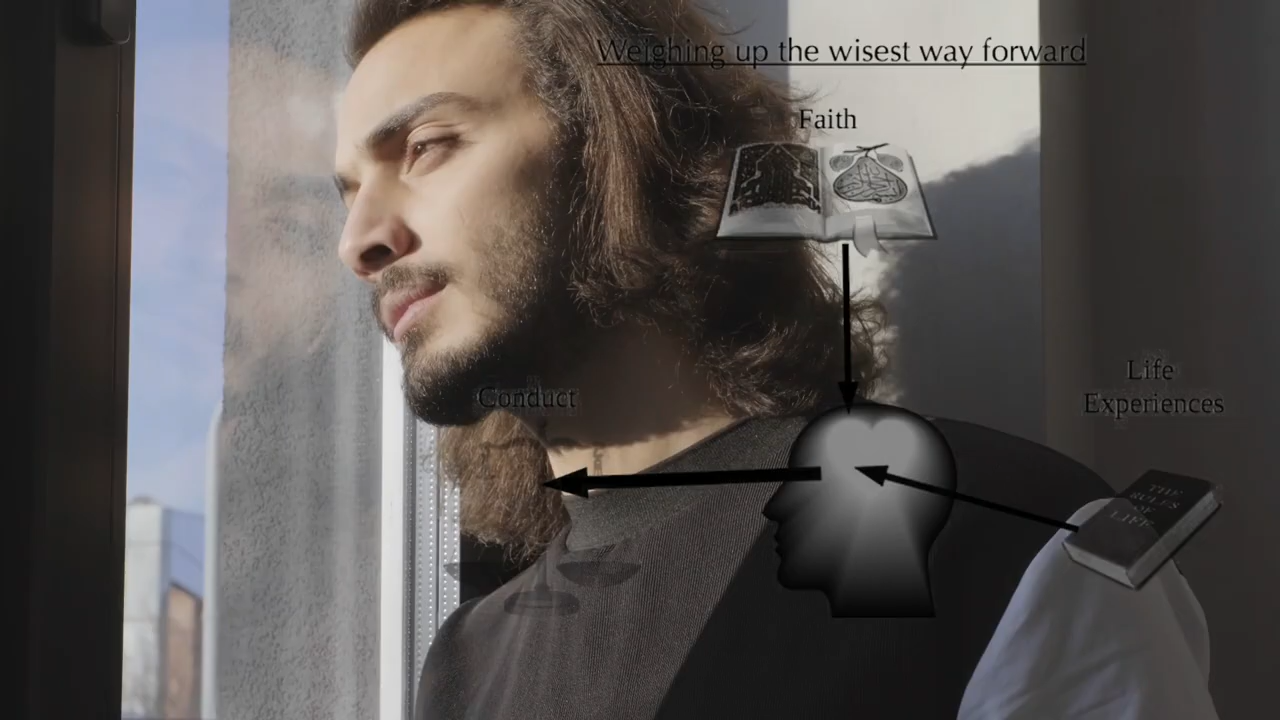 Weighing up the wisest way forward
Faith
Life
Experiences
Conduct
THE
RULES
OF
LIFE